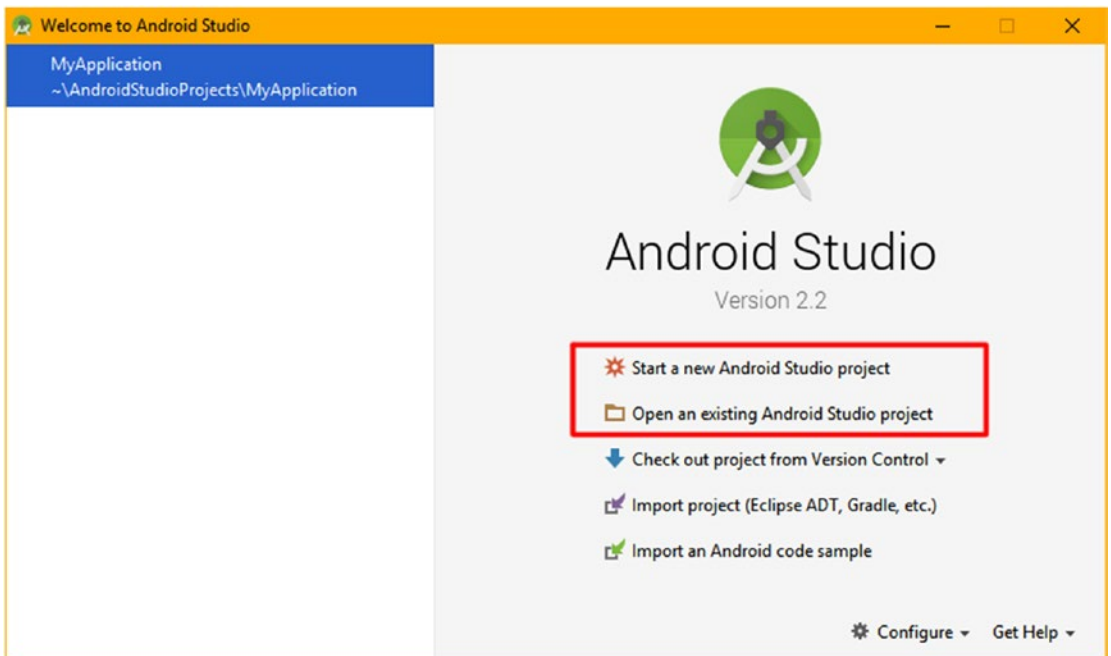 Welcome to Android Studio
MyApplication
~\AndroidStudioProjects\MyApplication
Android Studio
Version 2.2
Start a new Android Studio project
Open an existing Android Studio project
Check out project from Version Control
Import project (Eclipse ADT, Gradle, etc.)
Import an Android code sample
Configure Get Help